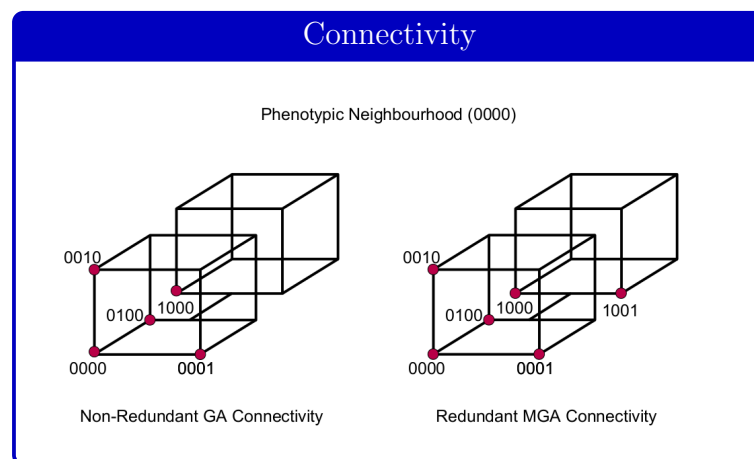 Connectivity
Phenotypic Neighbourhood (0000)
0010
0100
1000
0000
0001
Non-Redundant GA Connectivity
0010
0100
1000
1001
0000
0001
Redundant MGA Connectivity